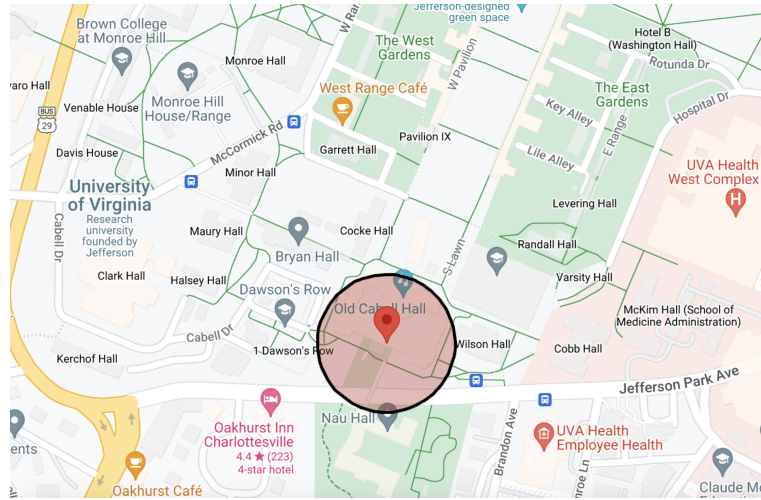 Brown College
at Monroe Hill
W Ran
Jefferson-designed
green space
Hotel B
(Washington Hall)
The West
Gardens
W Pavilion
Monroe Hall
Rotunda Dr
varo Hall
West Range Café
The East
Gardens
Venable House
Monroe Hill
House/Range
Key Alley
Hospital Dr
BUS
29
McCormick Rd
Pavilion IX
E Range
Davis House
Garrett Hall
Lile Alley
UVA Health
West Complex
H
Minor Hall
University
of Virginia
Research
university
founded by
Jefferson
Levering Hall
Cabell Dr
Maury Hall
Cocke Hall
S Lawn
Randall Hall
Bryan Hall
Clark Hall
Halsey Hall
Varsity Hall
Dawson's Row
Old Cabell Hall
McKim Hall (School of
Medicine Administration)
Cabell Dr
1 Dawson's Row
Wilson Hall
Cobb Hall
Kerchof Hall
Jefferson Park Ave
Oakhurst Inn
Charlottesville
4.4 ★ (223)
4-star hotel
Nau Hall
Brandon Ave
UVA Health
Employee Health
ents
Oakhurst Café
nroe Ln
Claude Mo